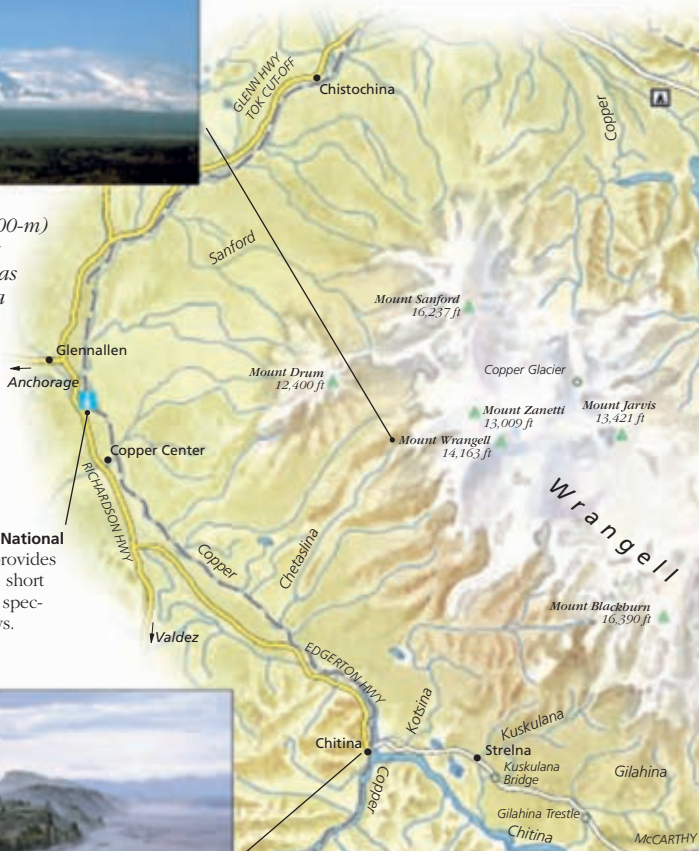 GLENN HWY
TOK CUT-OFF
Chistochina
Copper
00-m)
as
Sanford
Mount Sanford
16,237 ft
Glennallen
Anchorage
Mount Drum
12,400 ft
Copper Glacier
Mount Zanetti
13,009 ft
Mount Jarvis
13,421 ft
Mount Wrangell
14,163 ft
Copper Center
RICHARDSON HWY
Wrangell
National
rovides
short
spec-
ws.
Copper
Chetaslina
Mount Blackburn
16,390 ft
Valdez
EDGERTON HWY
Kotsina
Kuskulana
Chitina
Strelna
Kuskulana
Bridge
Gilahina
Copper
Gilahina Trestle
Chitina
McCARTHY